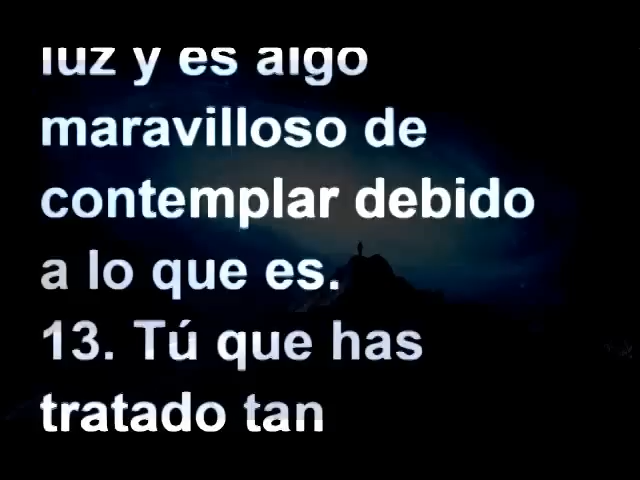 luz y es algo
maravilloso de
contemplar debido
a lo que es.
13. Tú que has
tratado tan